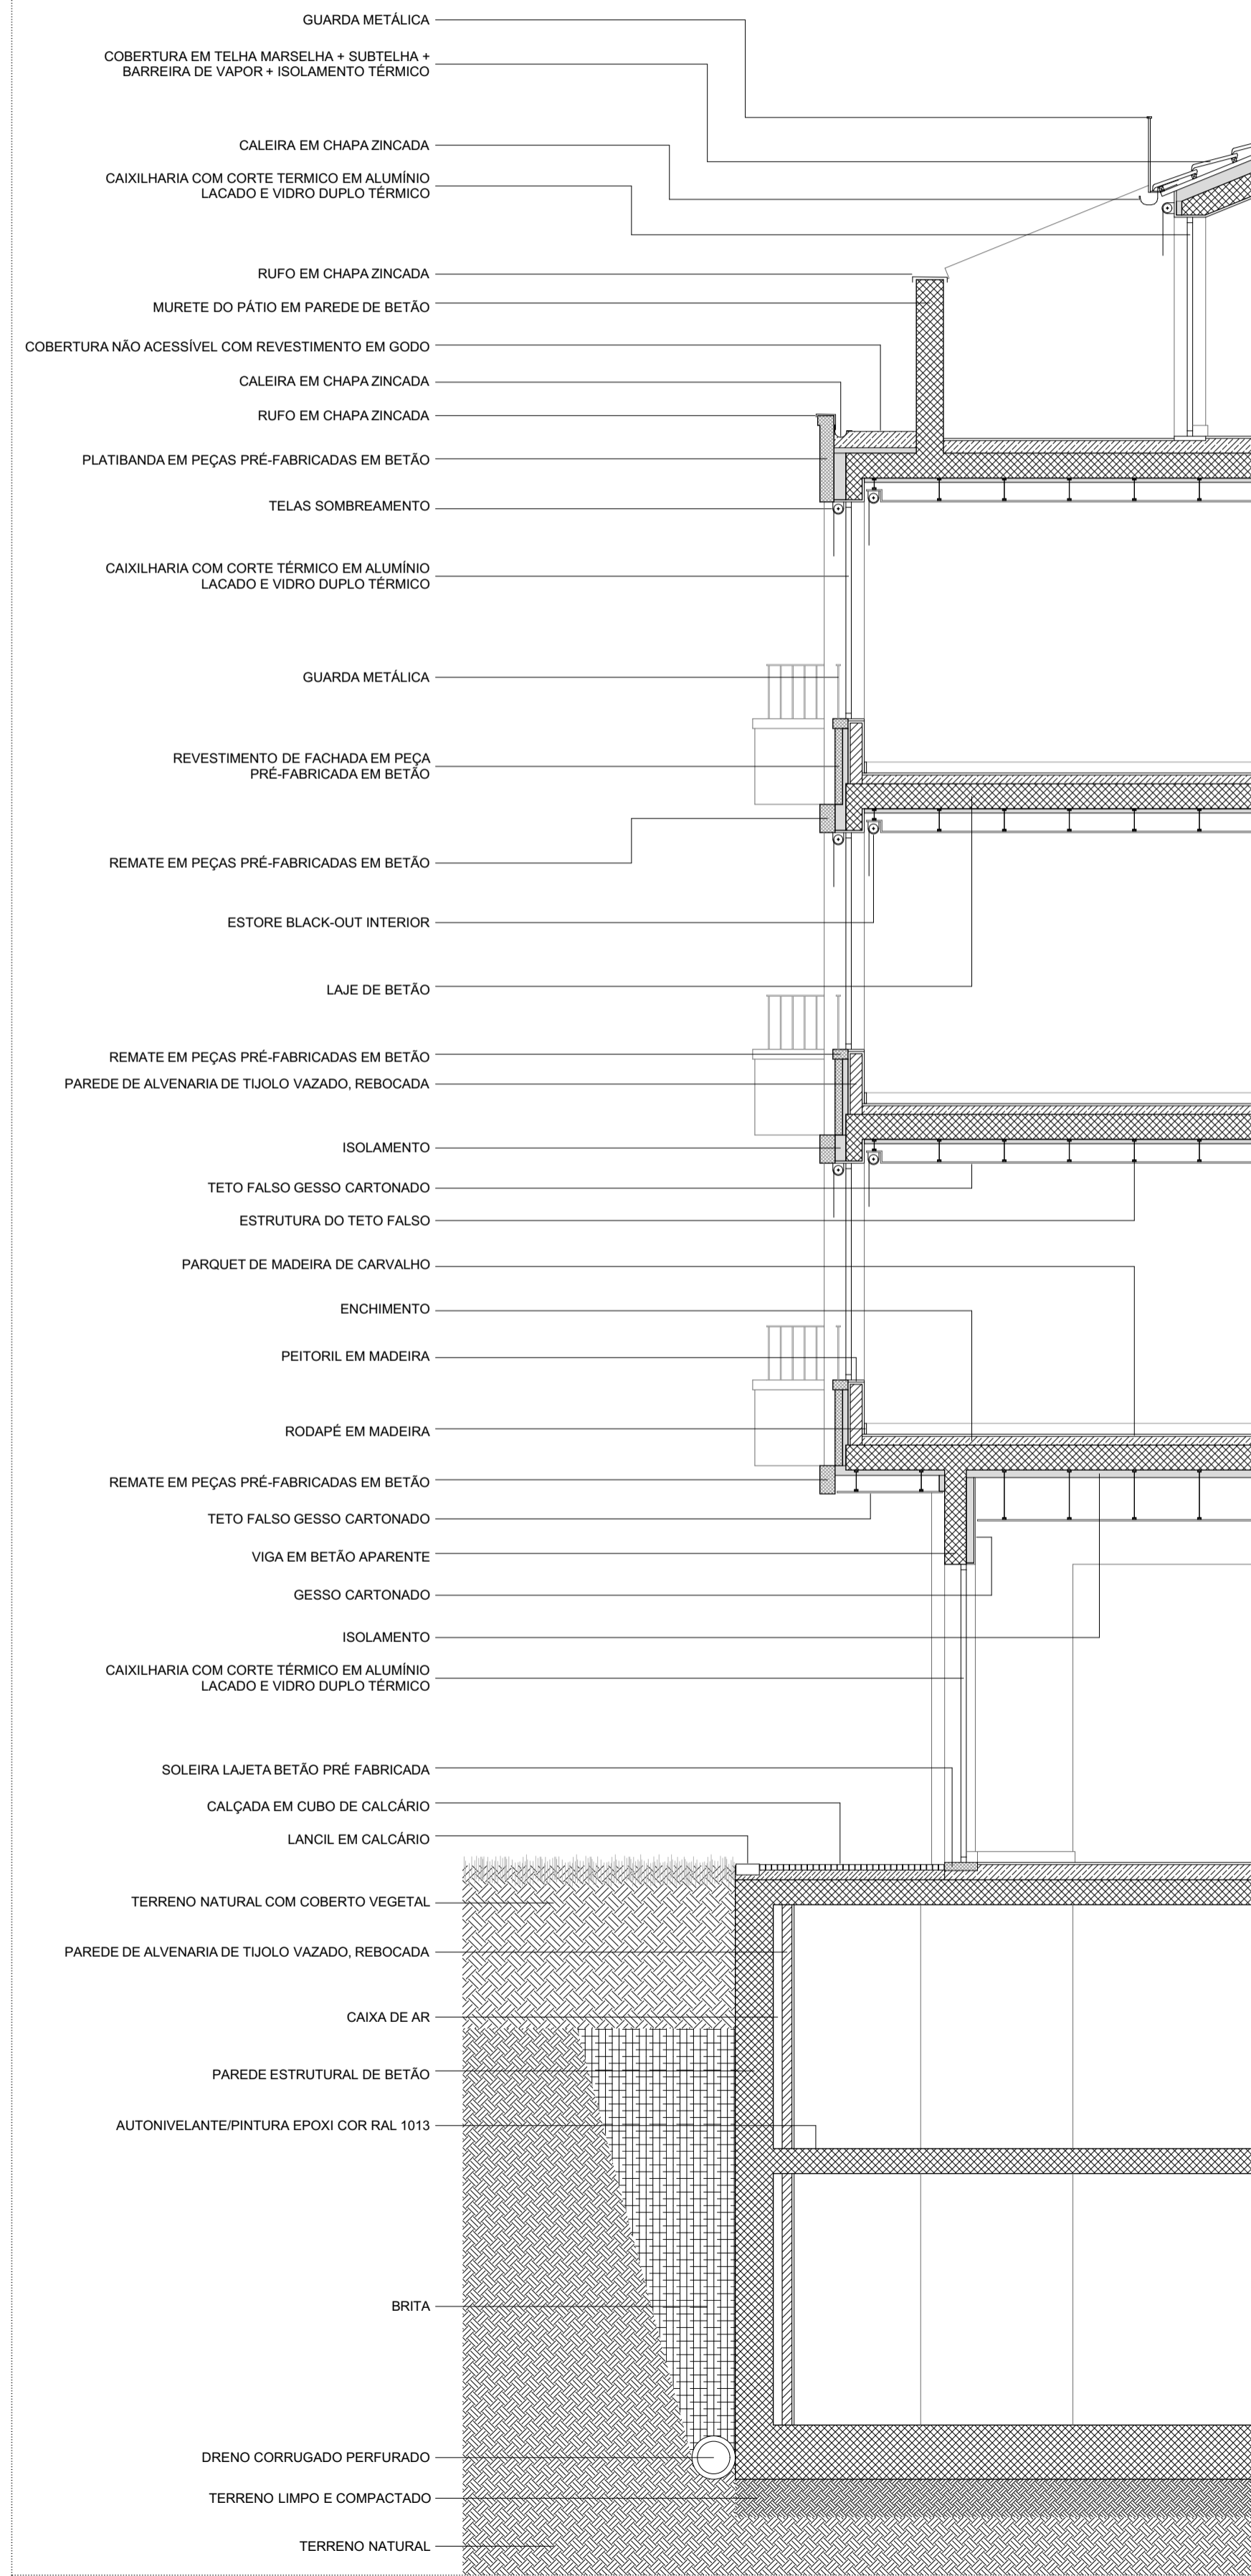 GUARDA METÁLICA
COBERTURA EM TELHA MARSELHA + SUBTELHA +
BARREIRA DE VAPOR + ISOLAMENTO TÉRMICO
CALEIRA EM CHAPA ZINCADA
CAIXILHARIA COM CORTE TERMICO EM ALUMÍNIO
LACADO E VIDRO DUPLO TÉRMICO
RUFO EM CHAPA ZINCADA
MURETE DO PÁTIO EM PAREDE DE BETÃO
COBERTURA NÃO ACESSÍVEL COM REVESTIMENTO EM GODO
CALEIRA EM CHAPA ZINCADA
RUFO EM CHAPA ZINCADA
PLATIBANDA EM PEÇAS PRÉ-FABRICADAS EM BETÃO
TELAS SOMBREAMENTO
CAIXILHARIA COM CORTE TÉRMICO EM ALUMÍNIO
LACADO E VIDRO DUPLO TÉRMICO
GUARDA METÁLICA
REVESTIMENTO DE FACHADA EM PEÇA
PRÉ-FABRICADA EM BETÃO
REMATE EM PEÇAS PRÉ-FABRICADAS EM BETÃO
ESTORE BLACK-OUT INTERIOR
LAJE DE BETÃO
REMATE EM PEÇAS PRÉ-FABRICADAS EM BETÃO
PAREDE DE ALVENARIA DE TIJOLO VAZADO, REBOCADA
ISOLAMENTO
TETO FALSO GESSO CARTONADO
ESTRUTURA DO TETO FALSO
PARQUET DE MADEIRA DE CARVALHO
ENCHIMENTO
PEITORIL EM MADEIRA
RODAPÉ EM MADEIRA
REMATE EM PEÇAS PRÉ-FABRICADAS EM BETÃO
TETO FALSO GESSO CARTONADO
VIGA EM BETÃO APARENTE
GESSO CARTONADO
ISOLAMENTO
CAIXILHARIA COM CORTE TÉRMICO EM ALUMÍNIO
LACADO E VIDRO DUPLO TÉRMICO
SOLEIRA LAJETA BETÃO PRÉ FABRICADA
CALÇADA EM CUBO DE CALCÁRIO
LANCIL EM CALCÁRIO
TERRENO NATURAL COM COBERTO VEGETAL
PAREDE DE ALVENARIA DE TIJOLO VAZADO, REBOCADA
CAIXA DE AR
PAREDE ESTRUTURAL DE BETÃO
AUTONIVELANTE/PINTURA EPOXI COR RAL 1013
BRITA
DRENO CORRUGADO PERFURADO
TERRENO LIMPO E COMPACTADO
TERRENO NATURAL